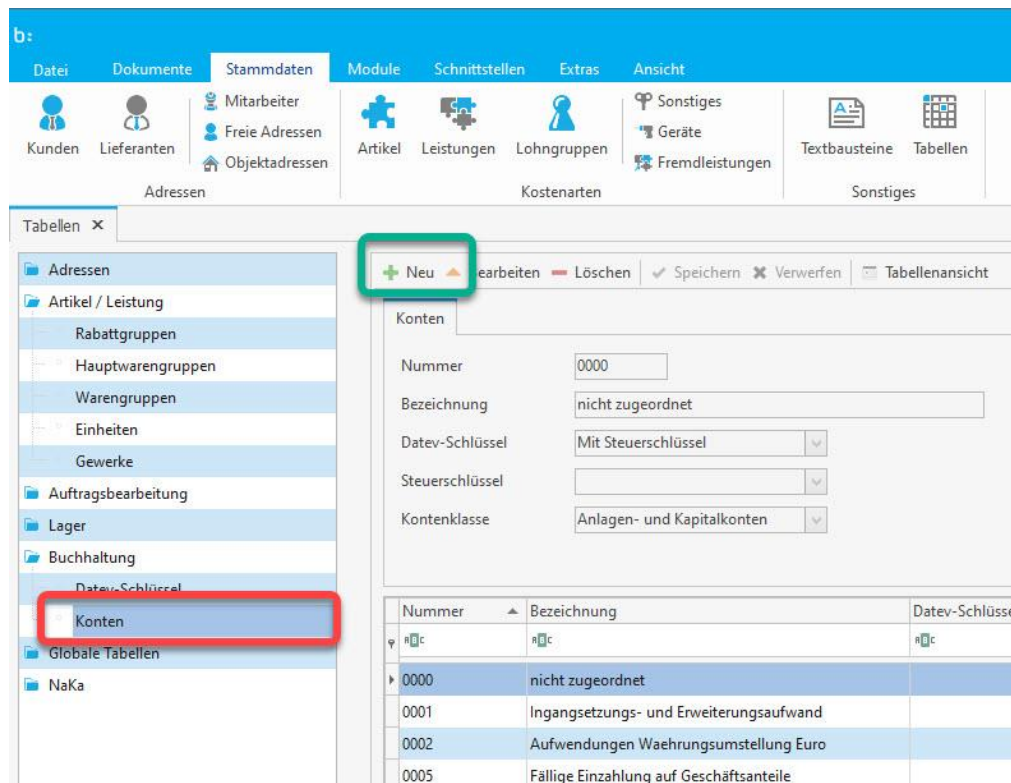 b:
Datei Dokumente Stammdaten Module Schnittstellen Extras Ansicht
Kunden Lieferanten Mitarbeiter Freie Adressen Objektadressen Artikel Leistungen Lohngruppen Sonstiges Geräte Fremdleistungen Textbausteine Tabellen
Adressen Kostenarten Sonstiges
Tabellen
Adressen
Artikel / Leistung
Rabattgruppen
Hauptwarengruppen
Warengruppen
Einheiten
Gewerke
Auftragsbearbeitung
Lager
Buchhaltung
Datev-Schlüssel
Konten
Globale Tabellen
NaKa
Neu earbeiten Löschen Speichern Verwerfen Tabellenansicht
Konten
Nummer 0000
Bezeichnung nicht zugeordnet
Datev-Schlüssel Mit Steuerschlüssel
Steuerschlüssel
Kontenklasse Anlagen- und Kapitalkonten
Nummer Bezeichnung Datev-Schlüsse
0000 nicht zugeordnet
0001 Ingangsetzungs- und Erweiterungsaufwand
0002 Aufwendungen Waehrungsumstellung Euro
0005 Fällige Einzahlung auf Geschäftsanteile